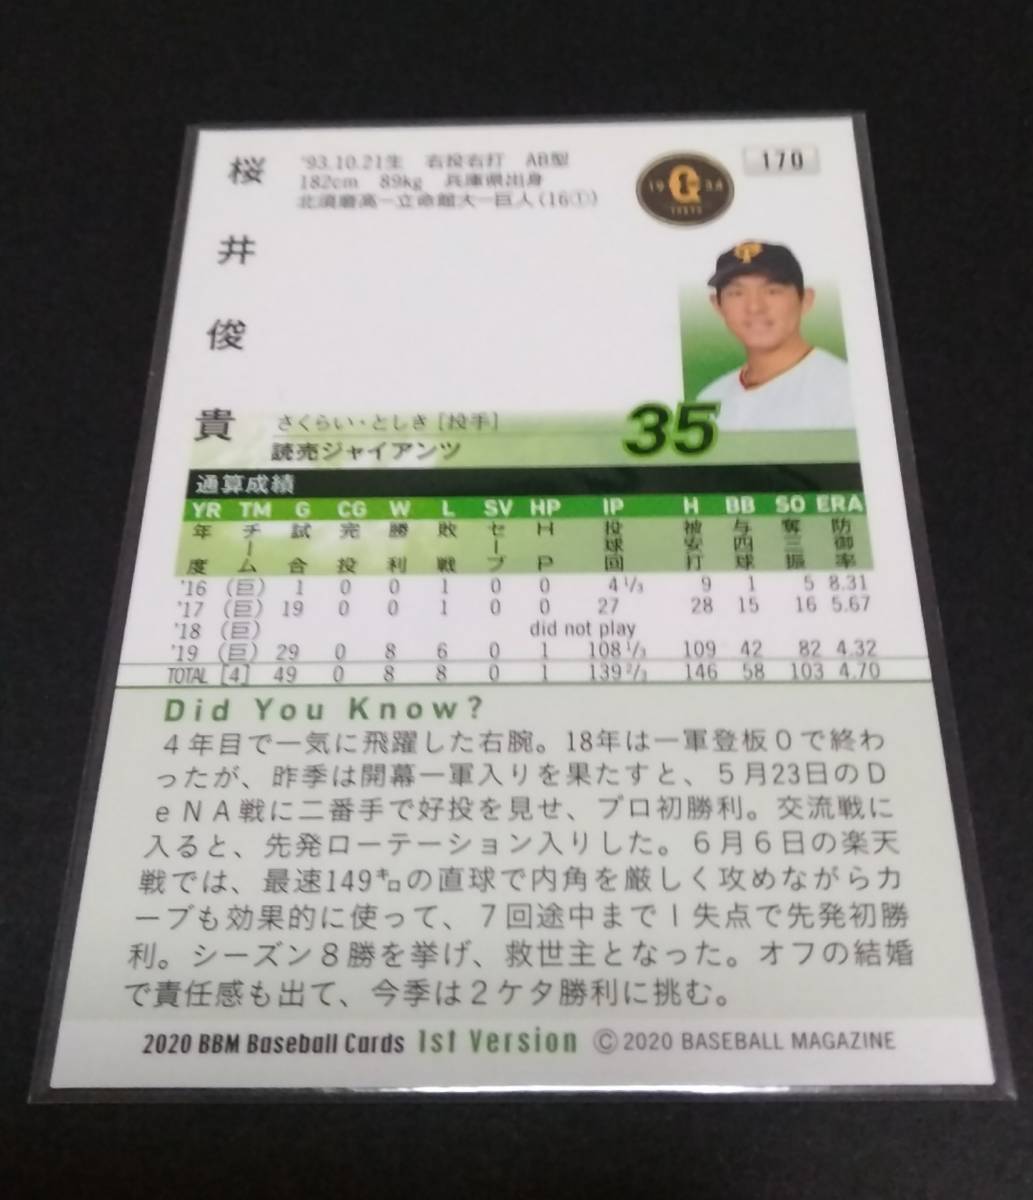 桜井俊貴
'93.10.21生 右投右打 AB型
182cm 89kg 兵庫県出身
北須磨高－立命館大－巨人(16①)
19 34
170
さくらい・としき [投手]
読売ジャイアンツ
35
通算成績
YR TM G CG W L SV HP IP H BB SO ERA
年度 チーム 試合 完投 勝利 敗戦 セーブ HP 投球回 被安打 与四球 奪三振 防御率
'16 (巨) 1 0 0 1 0 0 4 1/3 9 1 5 8.31
'17 (巨) 19 0 0 1 0 0 27 28 15 16 5.67
'18 (巨) did not play
'19 (巨) 29 0 8 6 0 1 108 1/3 109 42 82 4.32
TOTAL [4] 49 0 8 8 0 1 139 2/3 146 58 103 4.70
Did You Know?
４年目で一気に飛躍した右腕。18年は一軍登板０で終わ
ったが、昨季は開幕一軍入りを果たすと、５月23日のＤ
ｅＮＡ戦に二番手で好投を見せ、プロ初勝利。交流戦に
入ると、先発ローテーション入りした。６月６日の楽天
戦では、最速149㌔の直球で内角を厳しく攻めながらカ
ーブも効果的に使って、７回途中まで１失点で先発初勝
利。シーズン８勝を挙げ、救世主となった。オフの結婚
で責任感も出て、今季は２ケタ勝利に挑む。
2020 BBM Baseball Cards 1st Version © 2020 BASEBALL MAGAZINE